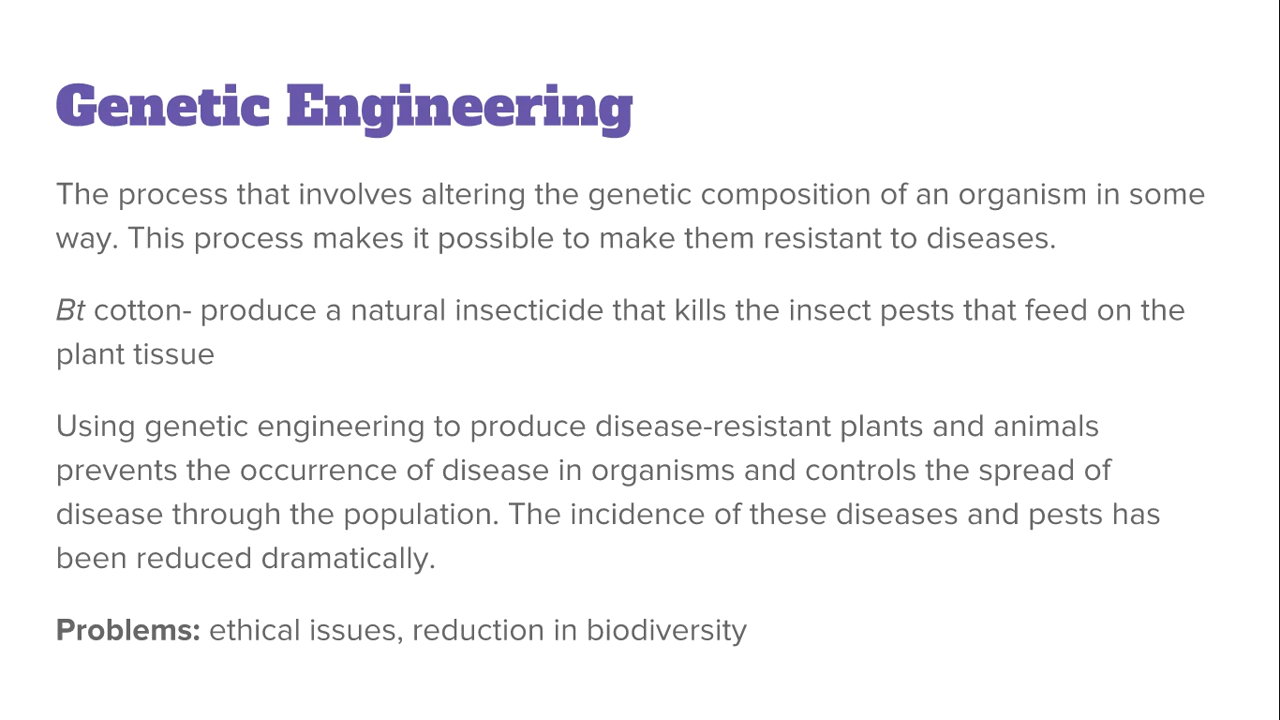 Genetic Engineering
The process that involves altering the genetic composition of an organism in some
way. This process makes it possible to make them resistant to diseases.
Bt cotton- produce a natural insecticide that kills the insect pests that feed on the
plant tissue
Using genetic engineering to produce disease-resistant plants and animals
prevents the occurrence of disease in organisms and controls the spread of
disease through the population. The incidence of these diseases and pests has
been reduced dramatically.
Problems: ethical issues, reduction in biodiversity